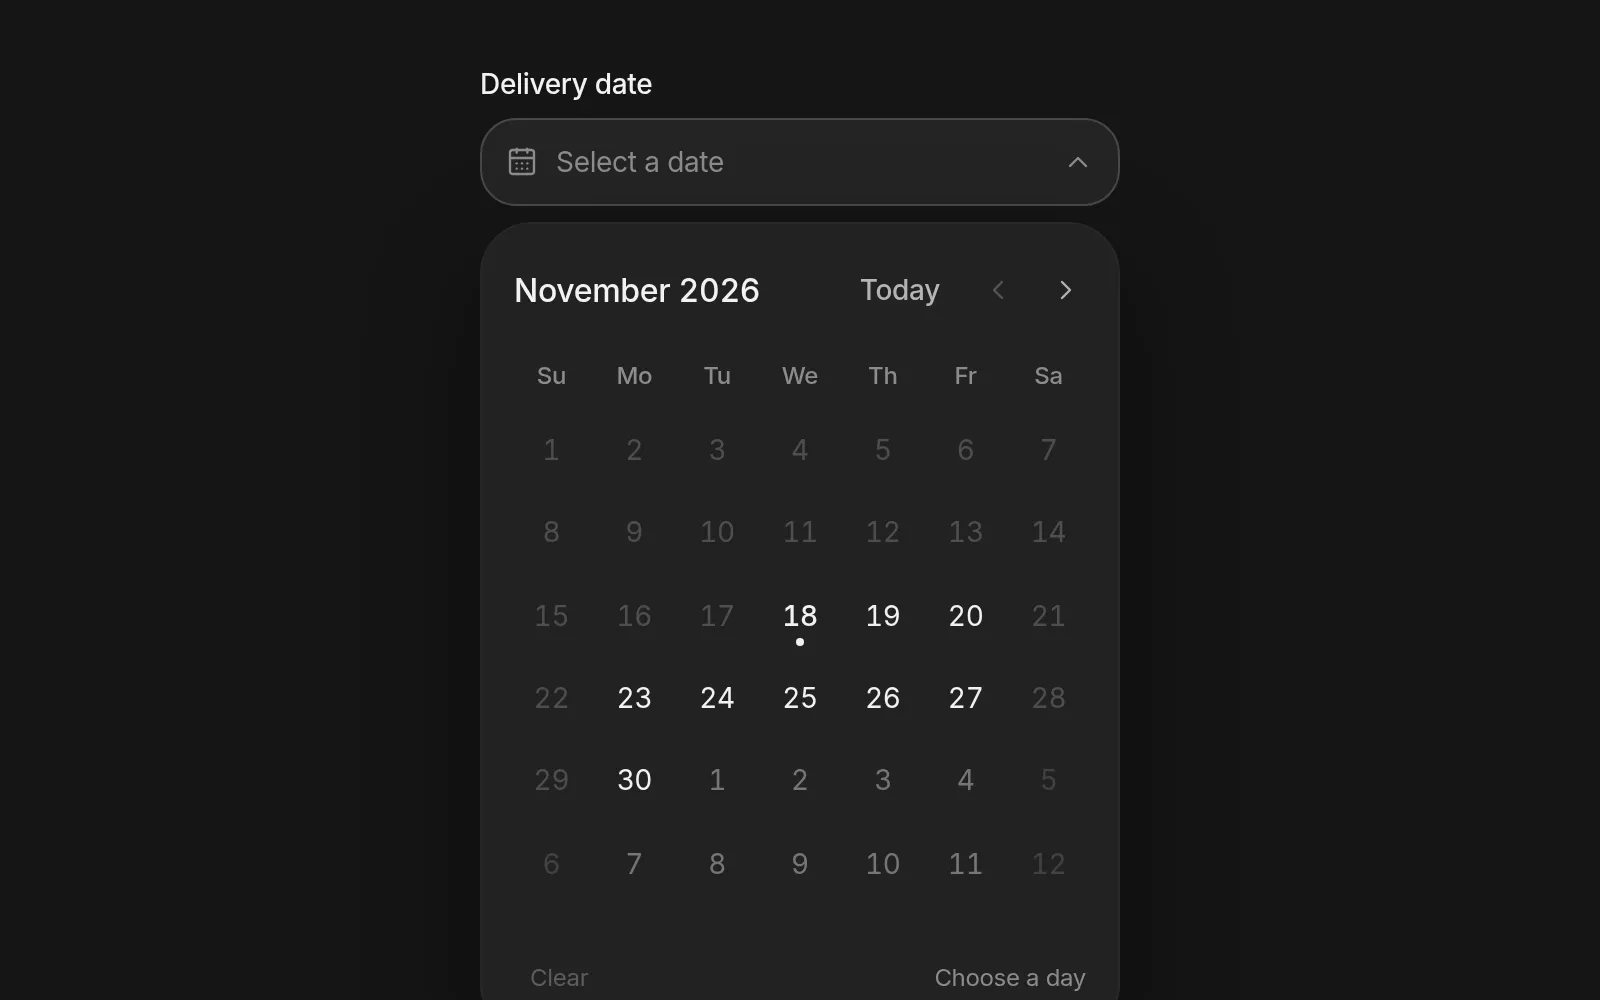 Delivery date
Select a date
November 2026 Today
Su Mo Tu We Th Fr Sa
1 2 3 4 5 6 7
8 9 10 11 12 13 14
15 16 17 18 19 20 21
22 23 24 25 26 27 28
29 30 1 2 3 4 5
6 7 8 9 10 11 12
Clear Choose a day